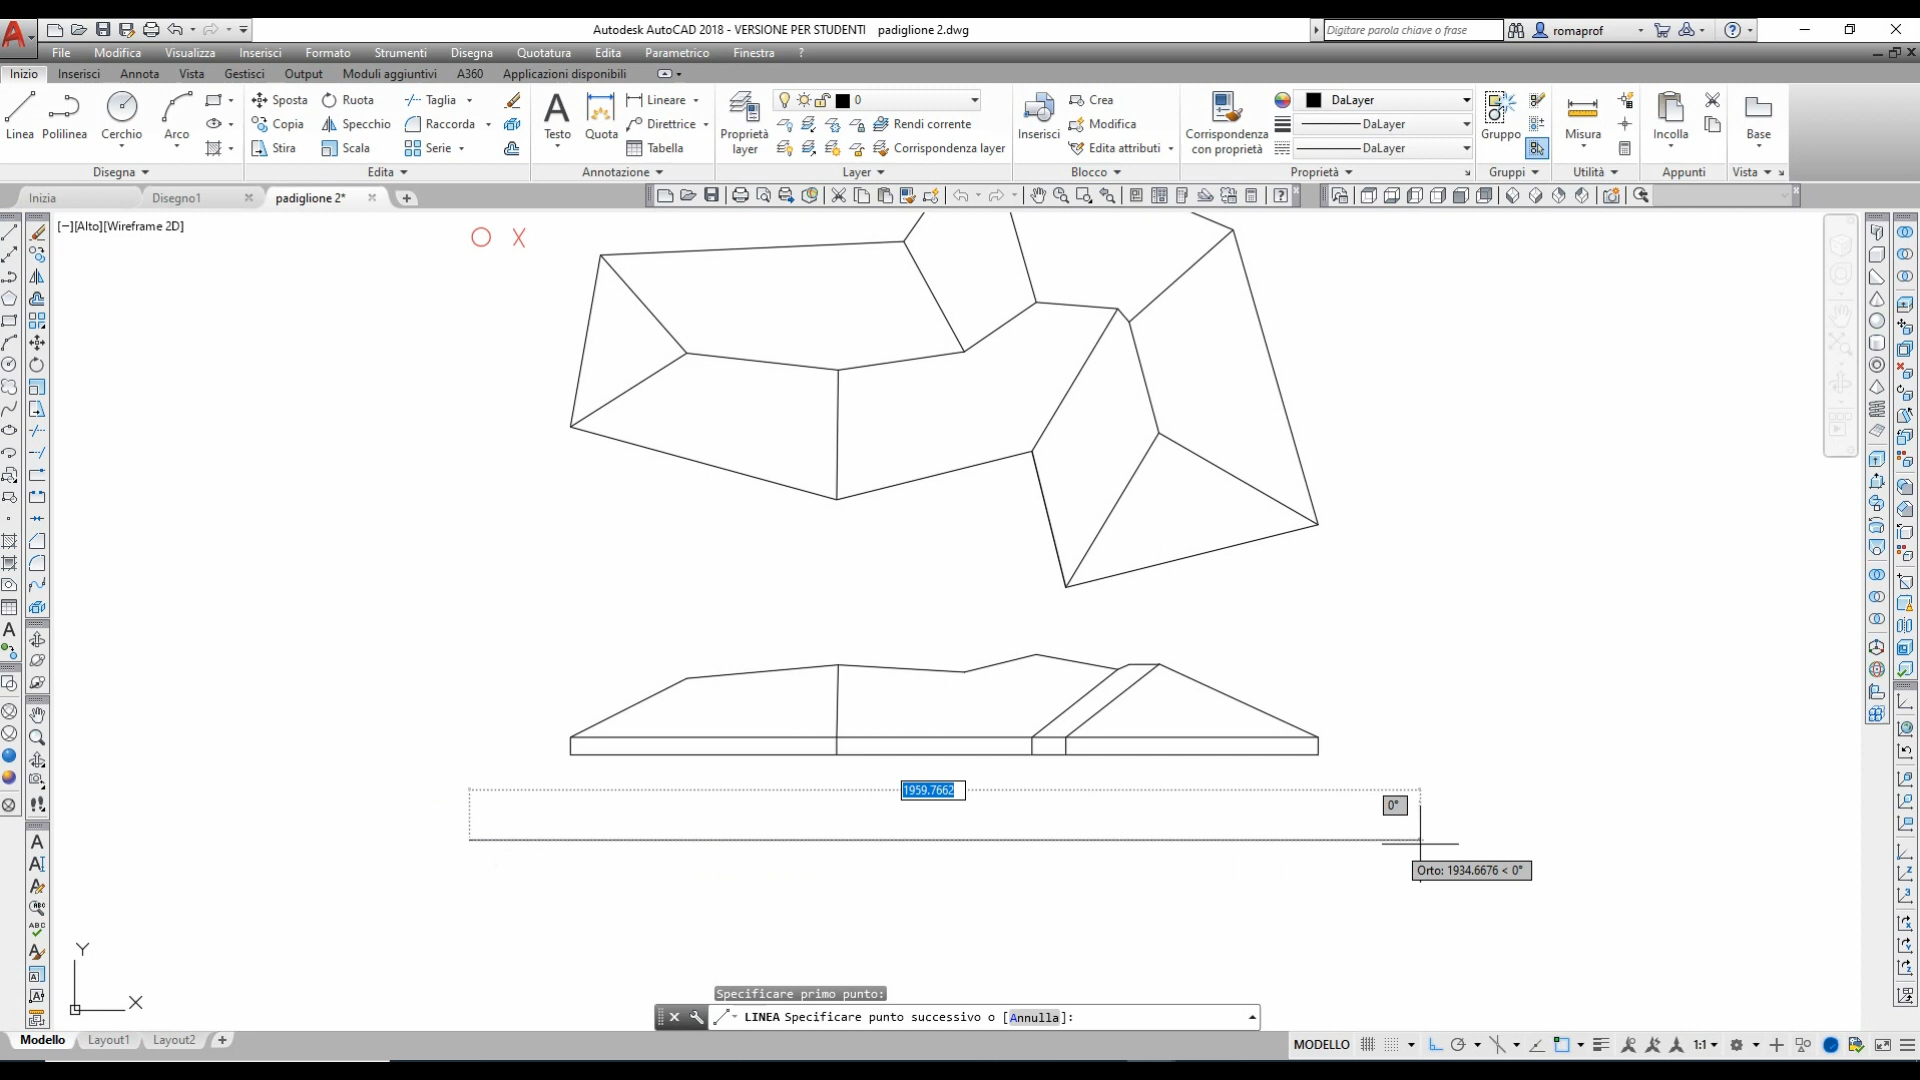 Autodesk AutoCAD 2018 - VERSIONE PER STUDENTI padiglione 2.dwg
Digitare parola chiave o frase
romaprof
File Modifica Visualizza Inserisci Formato Strumenti Disegna Quotatura Edita Parametrico Finestra ?
Inizio Inserisci Annota Vista Gestisci Output Moduli aggiuntivi A360 Applicazioni disponibili
Sposta Ruota Taglia Lineare 0 Crea DaLayer
Linea Polilinea Cerchio Arco
Copia Specchio Raccorda Direttrice Rendi corrente Modifica DaLayer
Testo Quota Proprietà layer Inserisci Corrispondenza con proprietà Gruppo Misura Incolla Base
Stira Scala Serie Tabella Corrispondenza layer Edita attributi DaLayer
Disegna Edita Annotazione Layer Blocco Proprietà Gruppi Utilità Appunti Vista
Inizia Disegno1 padiglione 2*
[−][Alto][Wireframe 2D]
X
1959.7662
0°
Orto: 1934.6676 < 0°
Y
X
Specificare primo punto:
LINEA Specificare punto successivo o [Annulla]:
Modello Layout1 Layout2
MODELLO 1:1